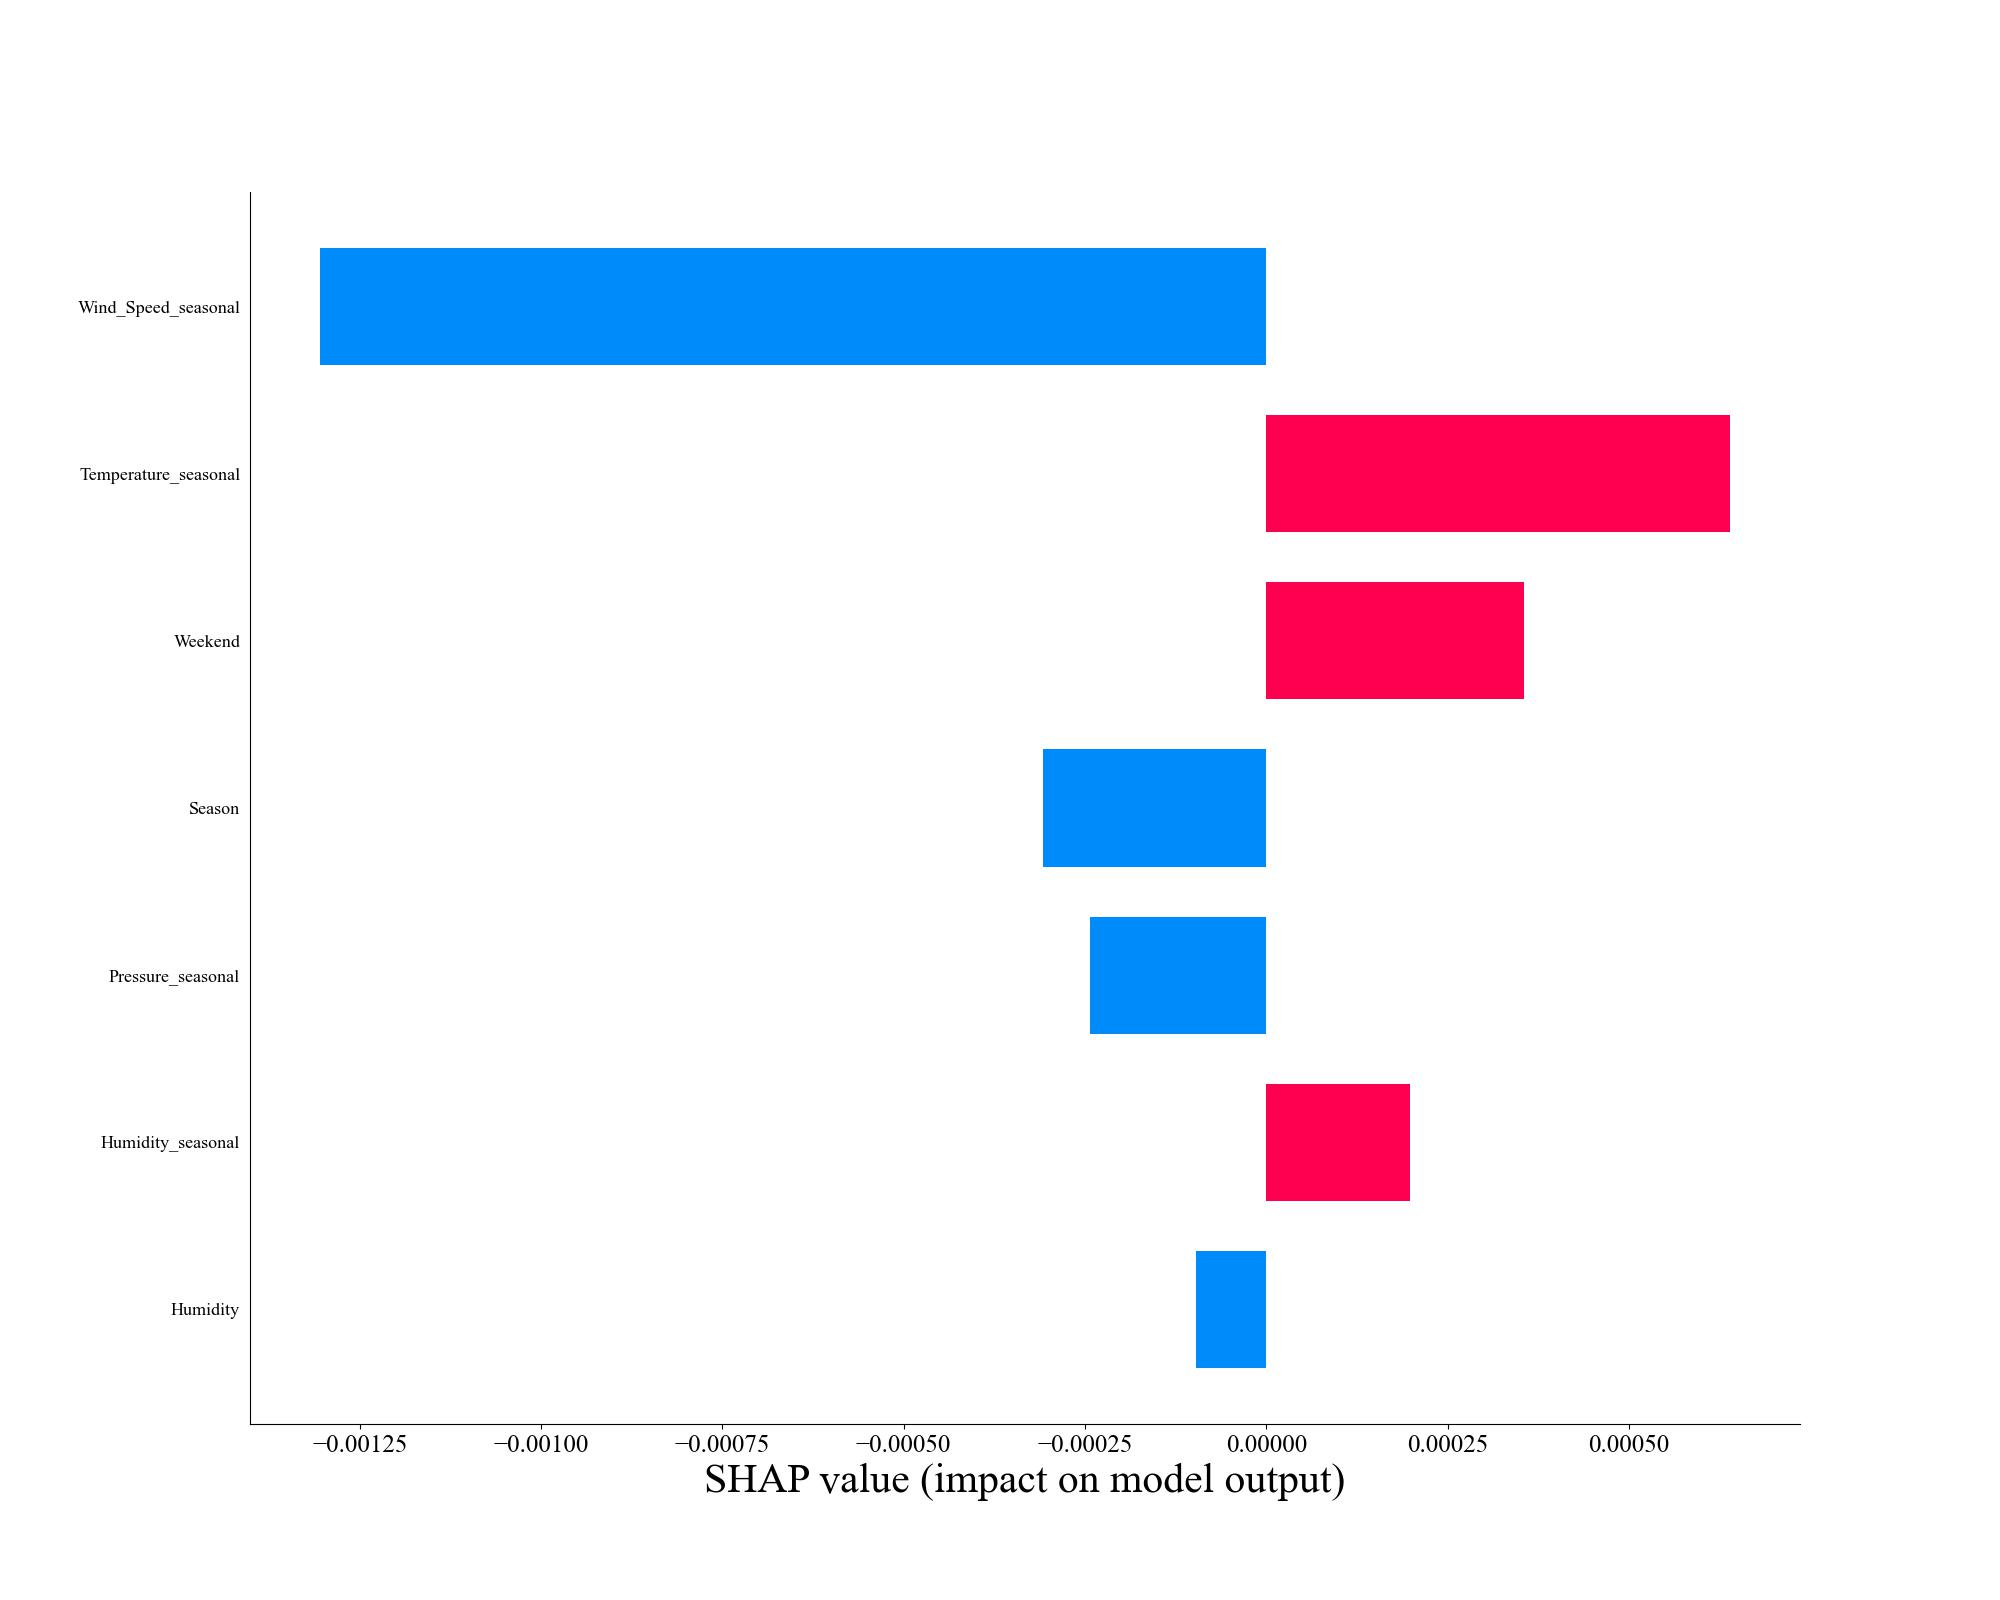 Wind_Speed_seasonal
Temperature_seasonal
Weekend
Season
Pressure_seasonal
Humidity_seasonal
Humidity
−0.00125 −0.00100 −0.00075 −0.00050 −0.00025 0.00000 0.00025 0.00050
SHAP value (impact on model output)